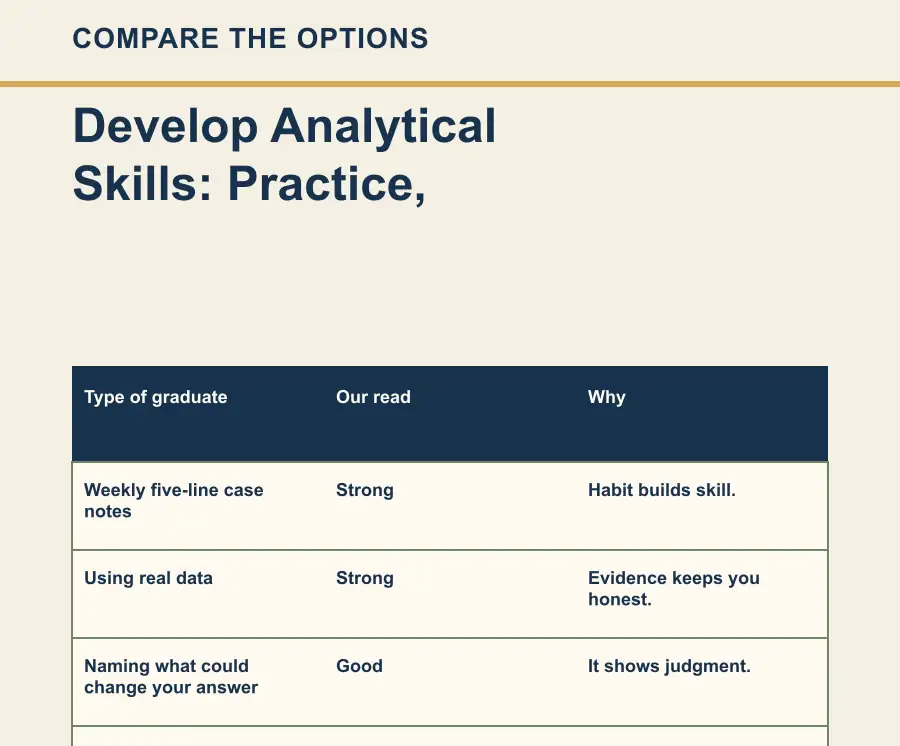 COMPARE THE OPTIONS
Develop Analytical
Skills: Practice,
Type of graduate Our read Why
Weekly five-line case Strong Habit builds skill.
notes
Using real data Strong Evidence keeps you
honest.
Naming what could Good It shows judgment.
change your answer